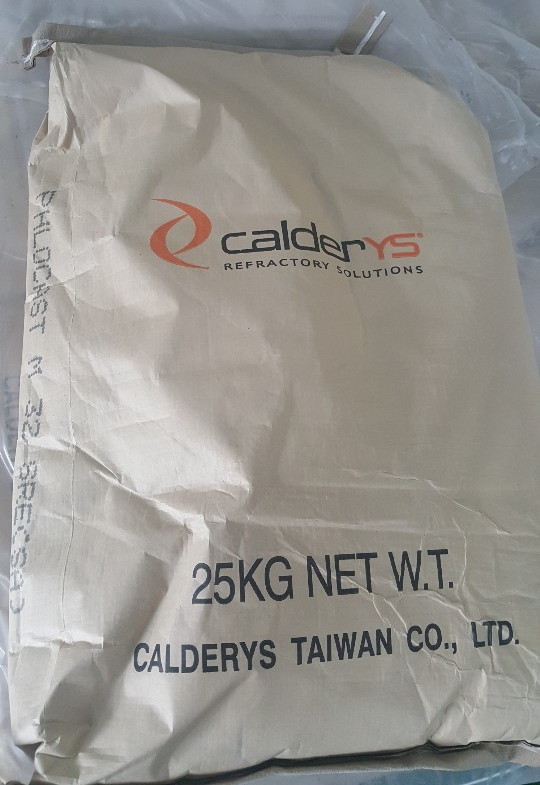 calderys®
REFRACTORY SOLUTIONS
PHLOCAST M 32
25KG NET W.T.
CALDERYS TAIWAN CO., LTD.